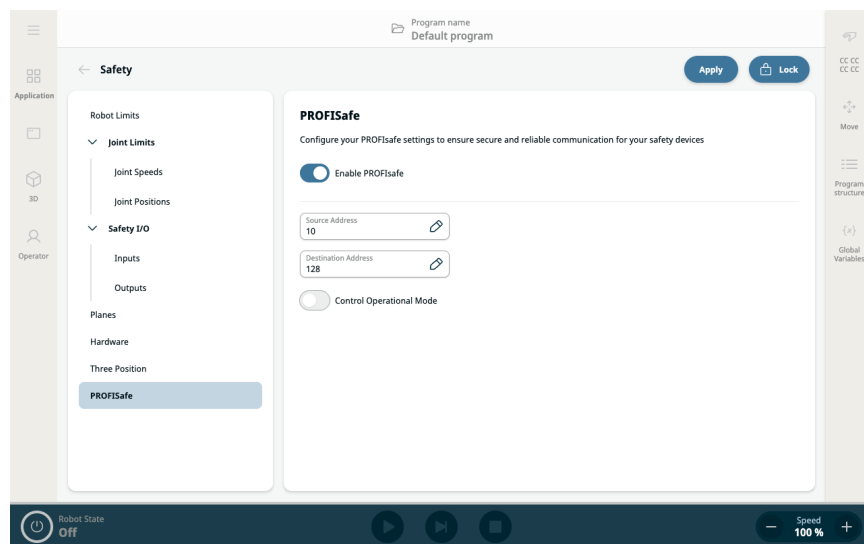 Program name
Default program
Safety
Apply
Lock
CC CC
CC CC
Application
Move
3D
Program
structure
Operator
Global
Variables
Robot Limits
Joint Limits
Joint Speeds
Joint Positions
Safety I/O
Inputs
Outputs
Planes
Hardware
Three Position
PROFISafe
PROFISafe
Configure your PROFIsafe settings to ensure secure and reliable communication for your safety devices
Enable PROFIsafe
Source Address
10
Destination Address
128
Control Operational Mode
Robot State
Off
Speed
100 %